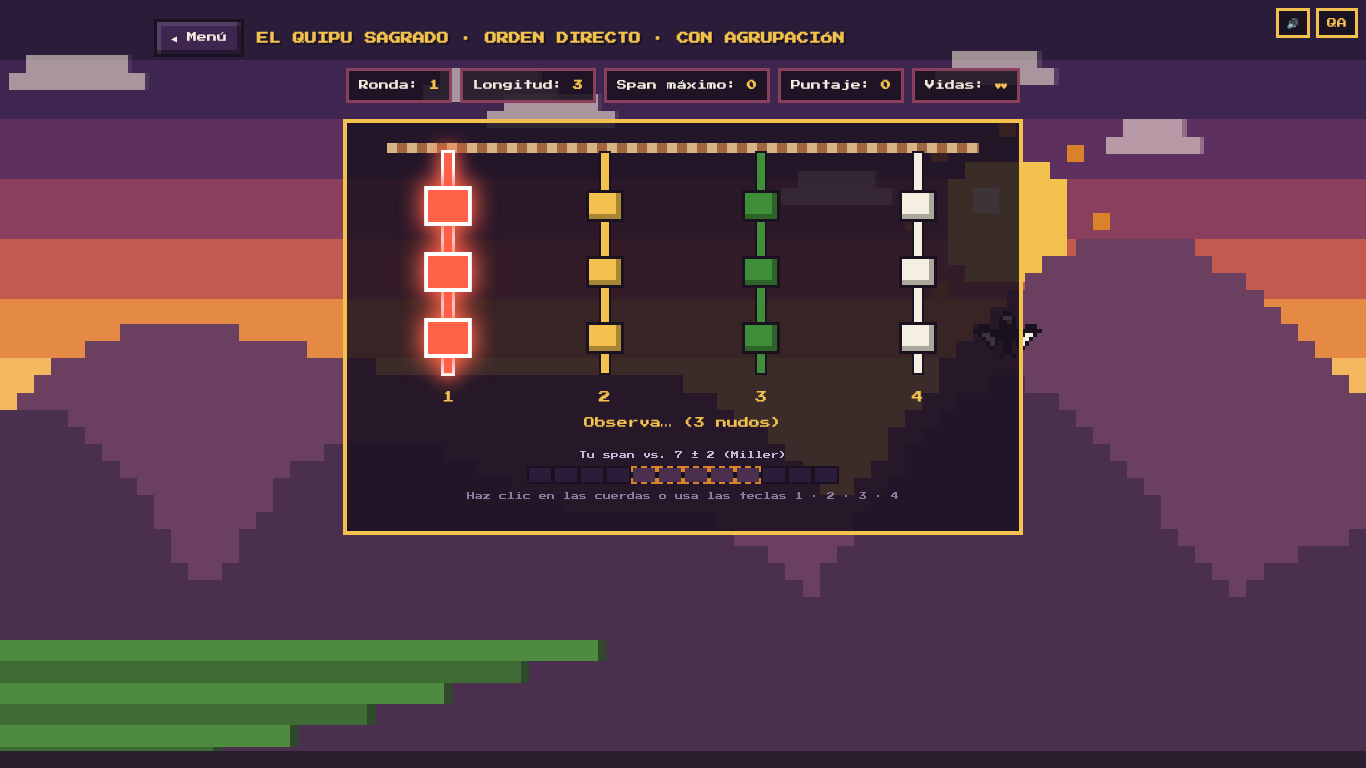 ◂ Menú
EL QUIPU SAGRADO · ORDEN DIRECTO · CON AGRUPACIóN
QA
Ronda: 1
Longitud: 3
Span máximo: 0
Puntaje: 0
Vidas: ♥♥
1 2 3 4
Observa… (3 nudos)
Tu span vs. 7 ± 2 (Miller)
Haz clic en las cuerdas o usa las teclas 1 · 2 · 3 · 4